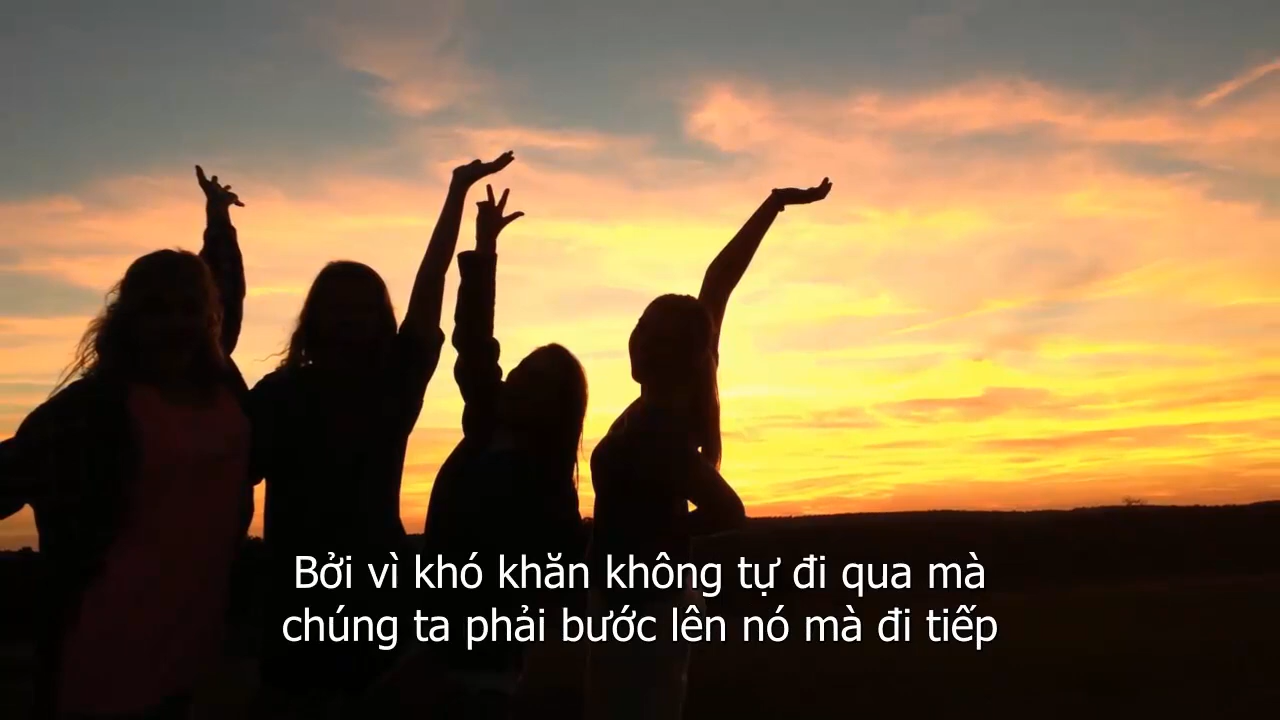 Bởi vì khó khăn không tự đi qua mà
chúng ta phải bước lên nó mà đi tiếp